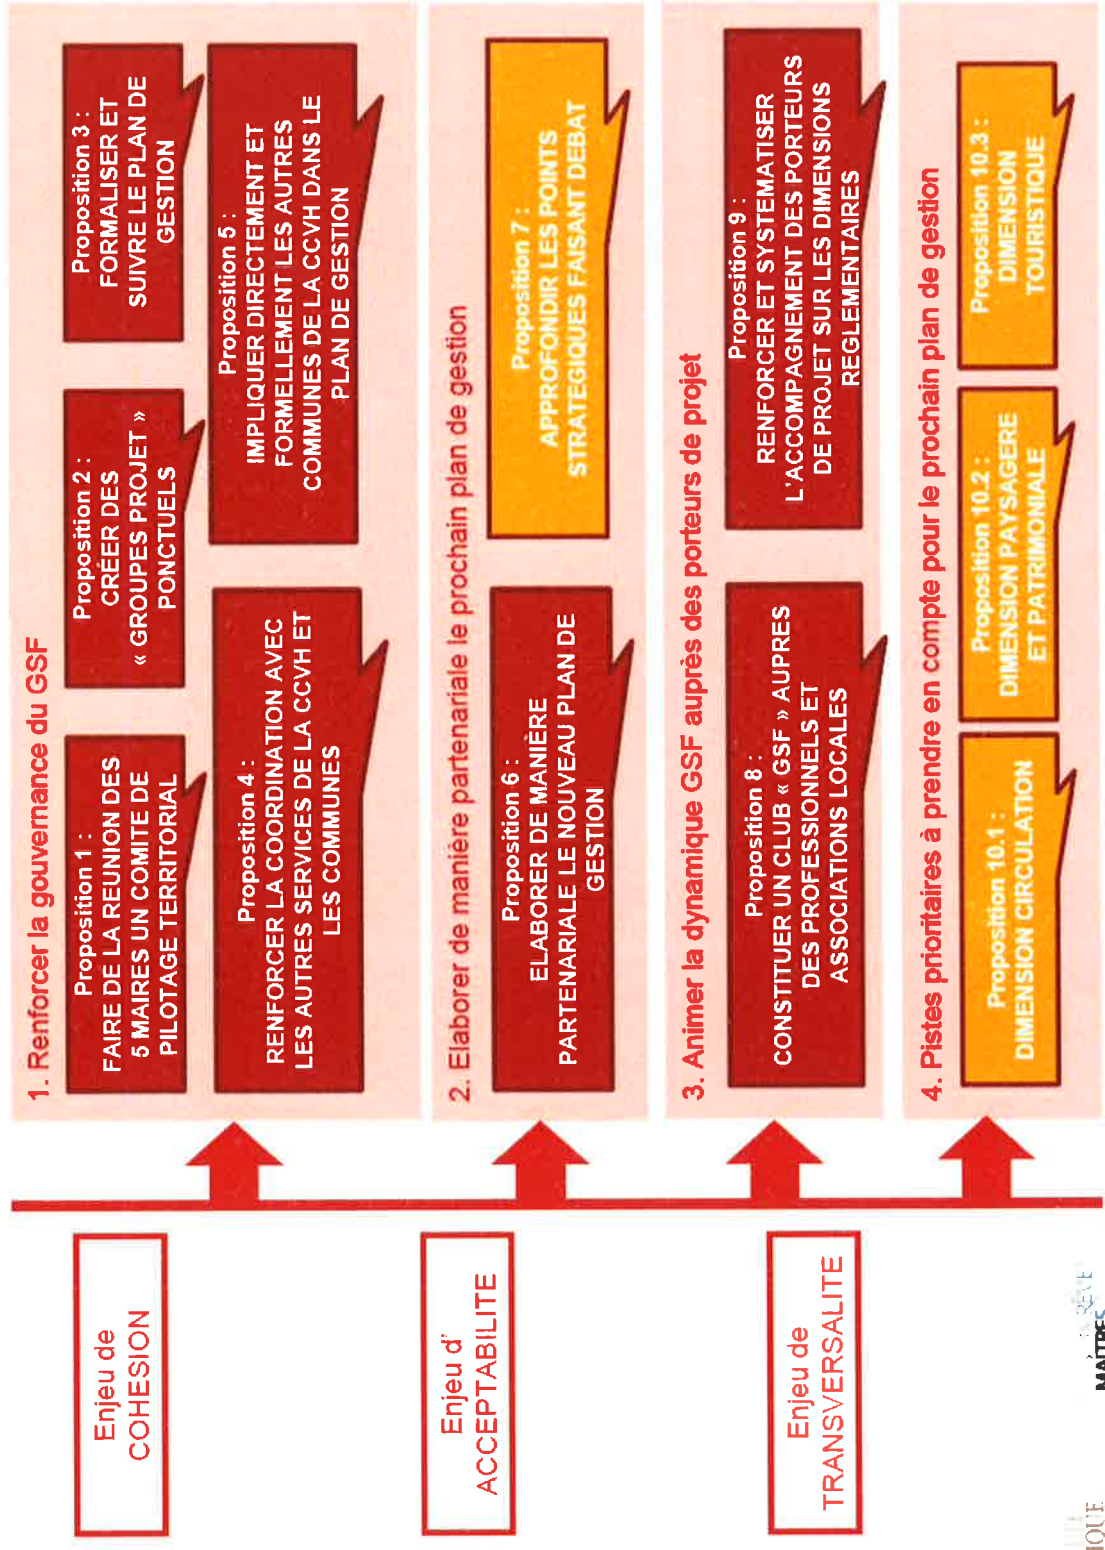 Enjeu de
COHESION
Enjeu d'
ACCEPTABILITE
Enjeu de
TRANSVERSALITE
1. Renforcer la gouvernance du GSF
Proposition 1 :
FAIRE DE LA REUNION DES
5 MAIRES UN COMITE DE
PILOTAGE TERRITORIAL
Proposition 2 :
CRÉER DES
« GROUPES PROJET »
PONCTUELS
Proposition 3 :
FORMALISER ET
SUIVRE LE PLAN DE
GESTION
Proposition 4 :
RENFORCER LA COORDINATION AVEC
LES AUTRES SERVICES DE LA CCVH ET
LES COMMUNES
Proposition 5 :
IMPLIQUER DIRECTEMENT ET
FORMELLEMENT LES AUTRES
COMMUNES DE LA CCVH DANS LE
PLAN DE GESTION
2. Elaborer de manière partenariale le prochain plan de gestion
Proposition 6 :
ELABORER DE MANIÈRE
PARTENARIALE LE NOUVEAU PLAN DE
GESTION
Proposition 7 :
APPROFONDIR LES POINTS
STRATEGIQUES FAISANT DEBAT
3. Animer la dynamique GSF auprès des porteurs de projet
Proposition 8 :
CONSTITUER UN CLUB « GSF » AUPRES
DES PROFESSIONNELS ET
ASSOCIATIONS LOCALES
Proposition 9 :
RENFORCER ET SYSTEMATISER
L'ACCOMPAGNEMENT DES PORTEURS
DE PROJET SUR LES DIMENSIONS
REGLEMENTAIRES
4. Pistes prioritaires à prendre en compte pour le prochain plan de gestion
Proposition 10.1 :
DIMENSION CIRCULATION
Proposition 10.2 :
DIMENSION PAYSAGERE
ET PATRIMONIALE
Proposition 10.3 :
DIMENSION
TOURISTIQUE
IQUE
RÊVE
MAÎTRES